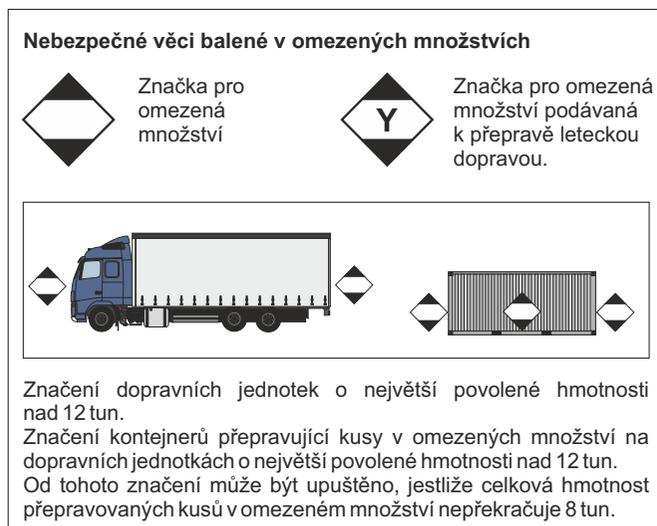 Nebezpečné věci balené v omezených množstvích
Značka pro
omezená
množství
Značka pro omezená
množství podávaná
k přepravě leteckou
dopravou.
Y
Značení dopravních jednotek o největší povolené hmotnosti
nad 12 tun.
Značení kontejnerů přepravující kusy v omezených množství na
dopravních jednotkách o největší povolené hmotnosti nad 12 tun.
Od tohoto značení může být upuštěno, jestliže celková hmotnost
přepravovaných kusů v omezeném množství nepřekračuje 8 tun.